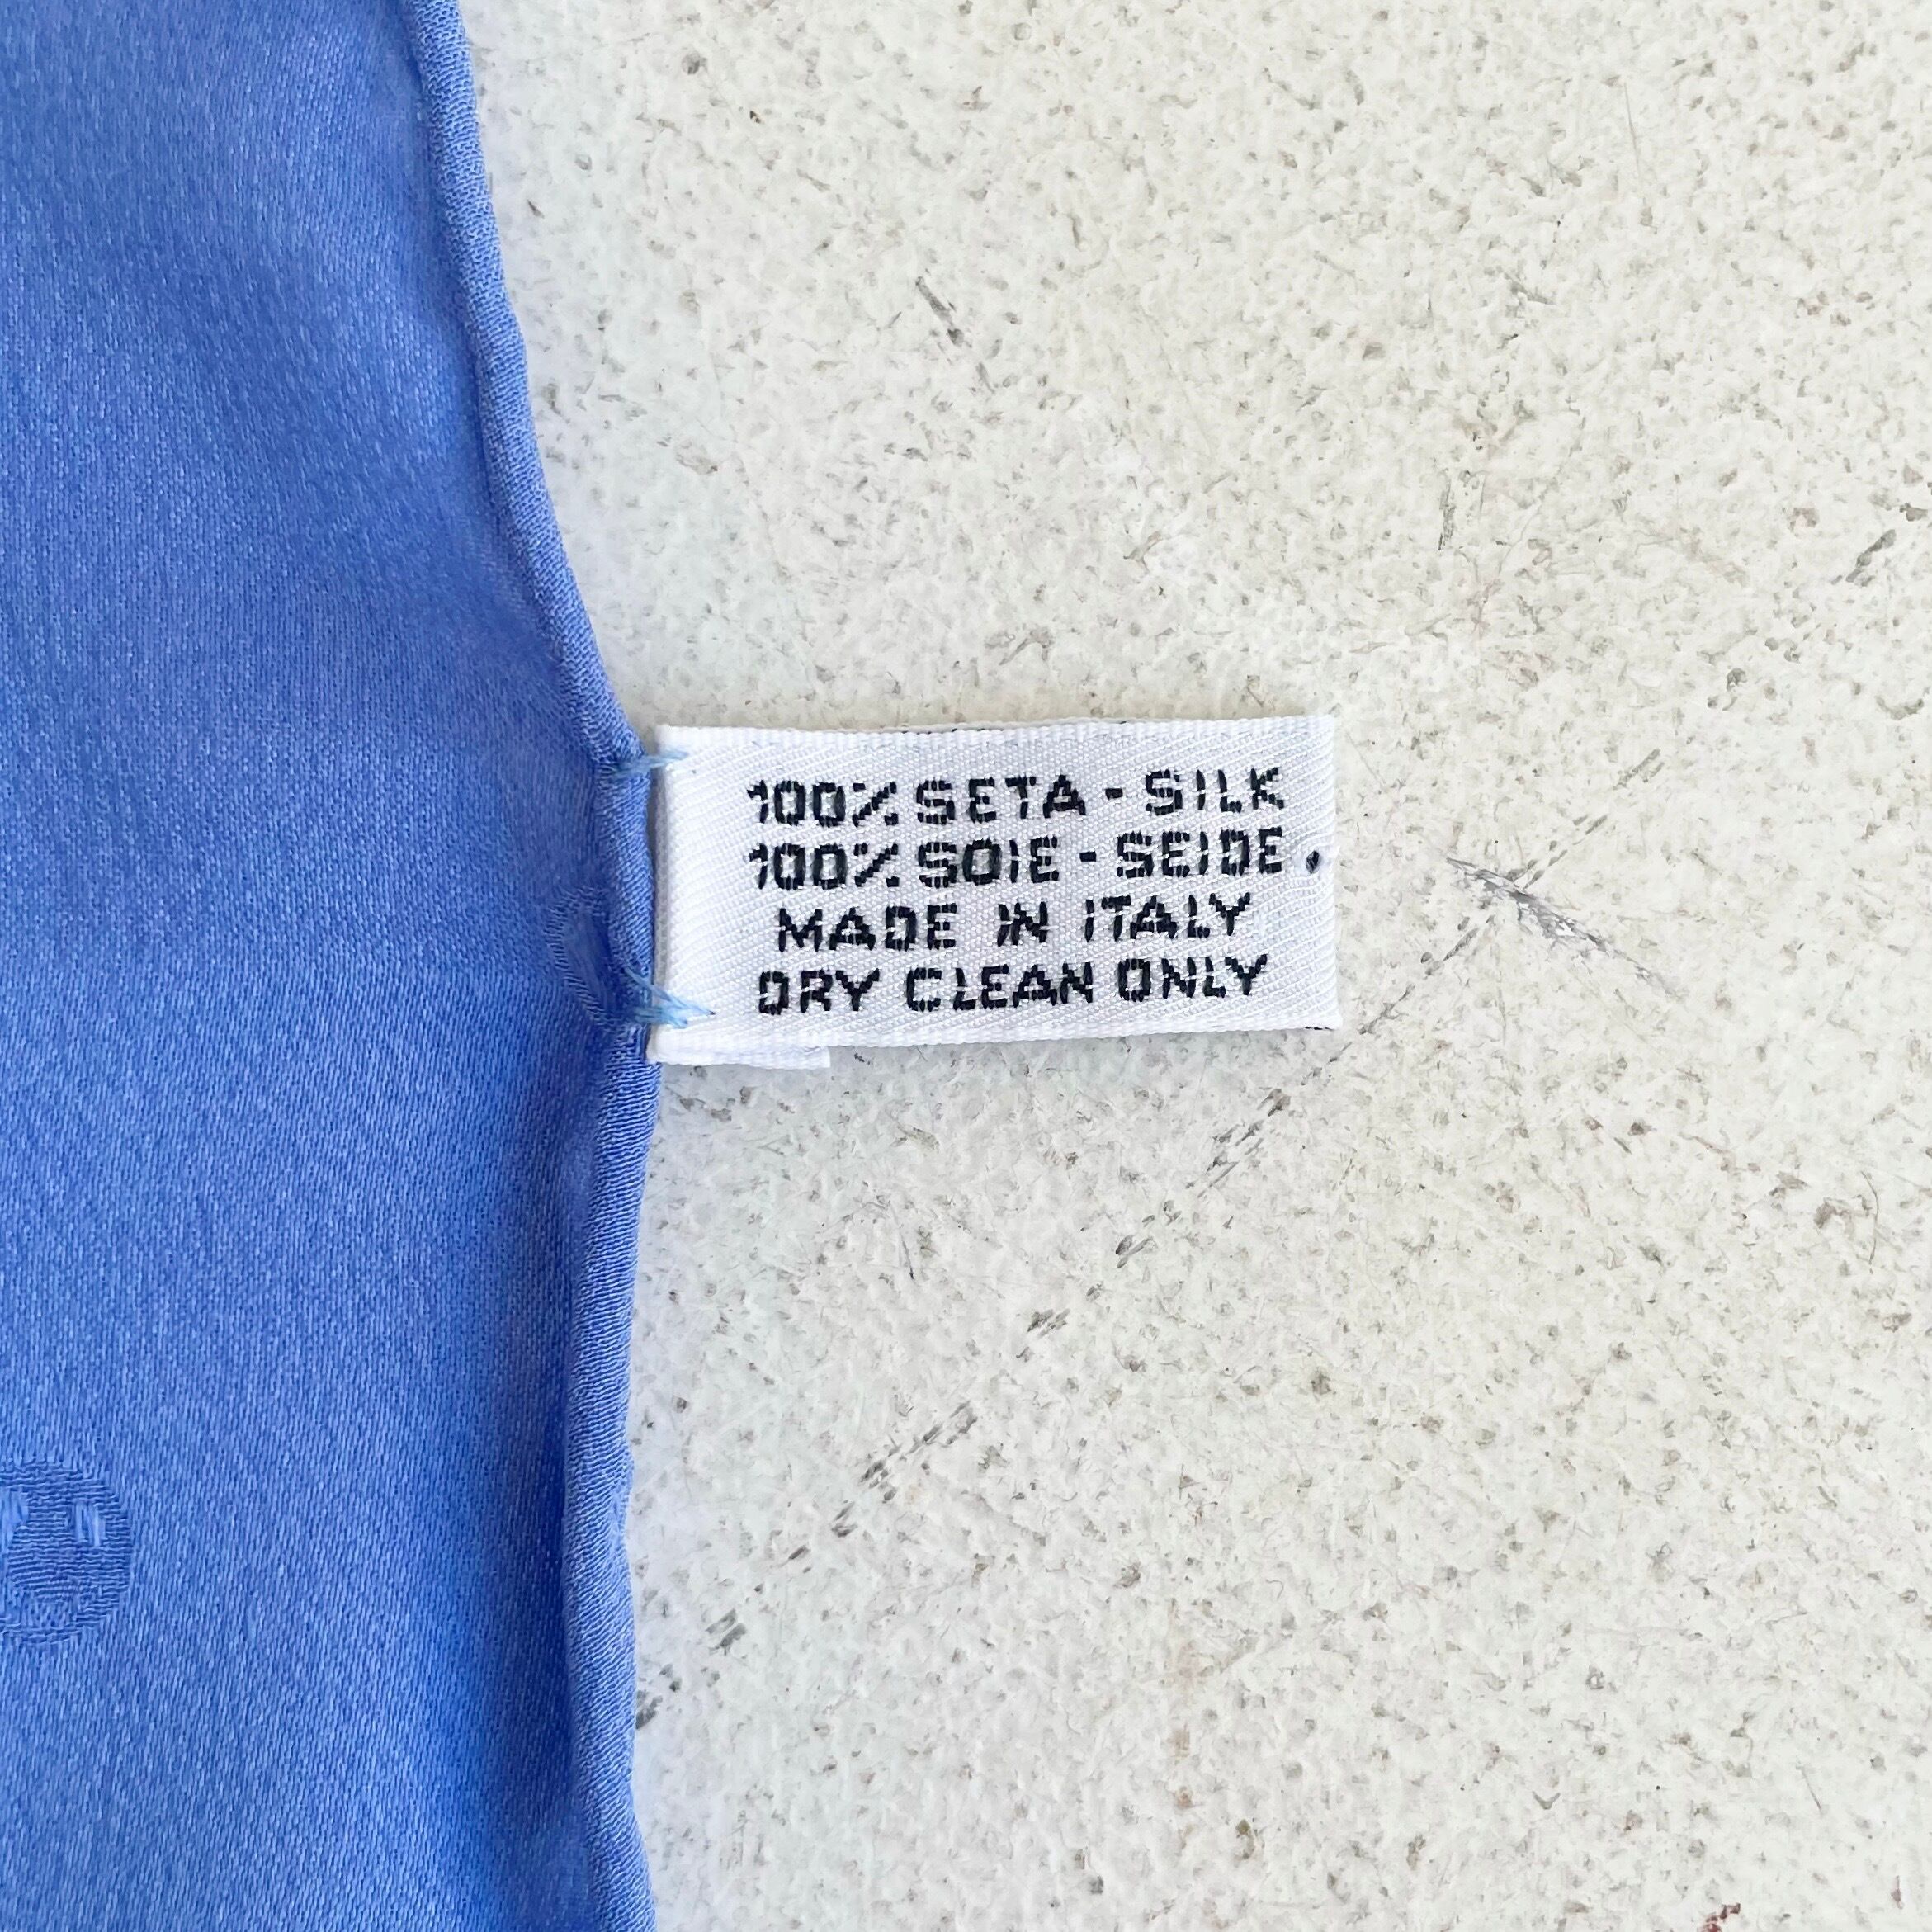 100% SETA - SILK
100% SOIE - SEIDE
MADE IN ITALY
DRY CLEAN ONLY